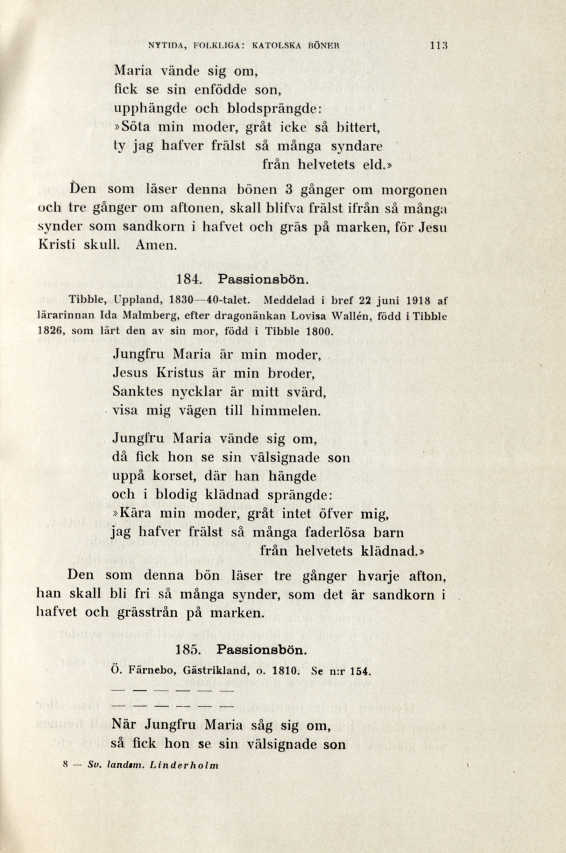 NYTIDA, FOLKLIGA: KATOLSKA BÖNER 113
Maria vände sig om,
fick se sin enfödde son,
upphängde och blodsprängde:
»Söta min moder, gråt icke så bittert,
ty jag hafver frälst så många syndare
från helvetets eld.»
Den som läser denna bönen 3 gånger om morgonen
och tre gånger om aftonen, skall blifva frälst ifrån så många
synder som sandkorn i hafvet och gräs på marken, för Jesu
Kristi skull. Amen.
184. Passionsbön.
Tibble, Uppland, 1830—40-talet. Meddelad i bref 22 juni 1918 af
lärarinnan Ida Malmberg, efter dragonänkan Lovisa Wallén, född i Tibble
1826, som lärt den av sin mor, född i Tibble 1800.
Jungfru Maria är min moder,
Jesus Kristus är min broder,
Sanktes nycklar är mitt svärd,
visa mig vägen till himmelen.
Jungfru Maria vände sig om,
då fick hon se sin välsignade son
uppå korset, där han hängde
och i blodig klädnad sprängde:
»Kära min moder, gråt intet öfver mig,
jag hafver frälst så många faderlösa barn
från helvetets klädnad.»
Den som denna bön läser tre gånger hvarje afton,
han skall bli fri så många synder, som det är sandkorn i
hafvet och grässtrån på marken.
185. Passionsbön.
Ö. Färnebo, Gästrikland, o. 1810. Se n:r 154.
— — — — — —
— — — — — —
När Jungfru Maria såg sig om,
så fick hon se sin välsignade son
8 — Sv. landsm. Linderholm